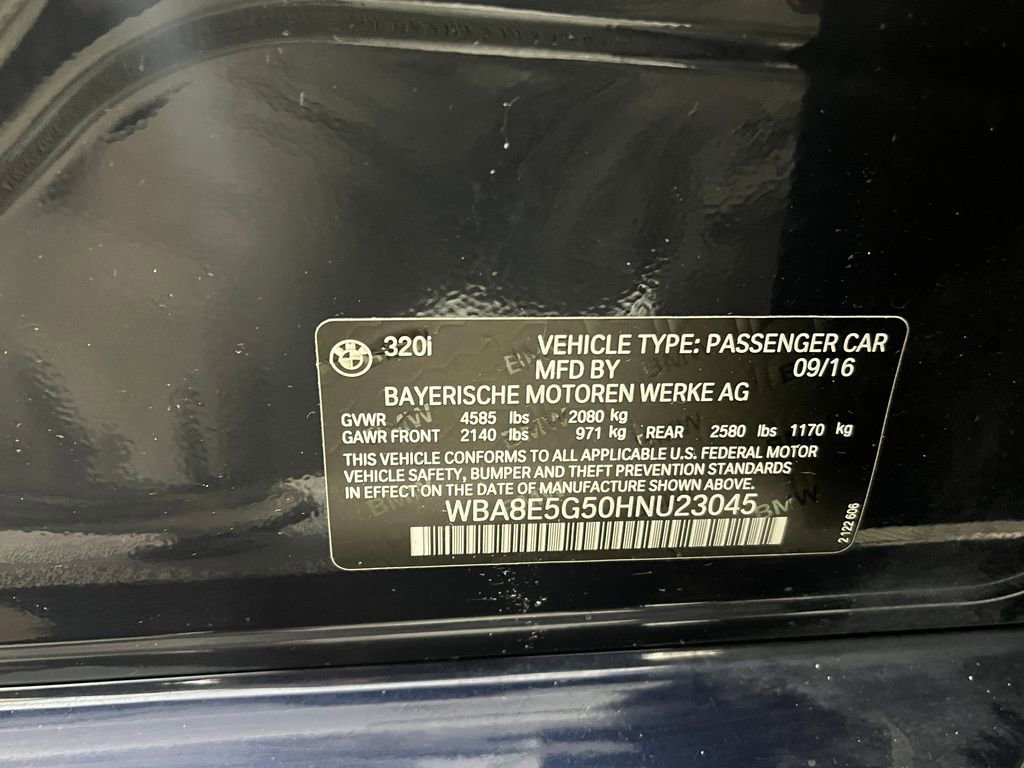 320i VEHICLE TYPE: PASSENGER CAR
MFD BY 09/16
BAYERISCHE MOTOREN WERKE AG
GVWR 4585 lbs 2080 kg
GAWR FRONT 2140 lbs 971 kg REAR 2580 lbs 1170 kg
THIS VEHICLE CONFORMS TO ALL APPLICABLE U.S. FEDERAL MOTOR
VEHICLE SAFETY, BUMPER AND THEFT PREVENTION STANDARDS
IN EFFECT ON THE DATE OF MANUFACTURE SHOWN ABOVE.
WBA8E5G50HNU23045
2 122 606
BMW